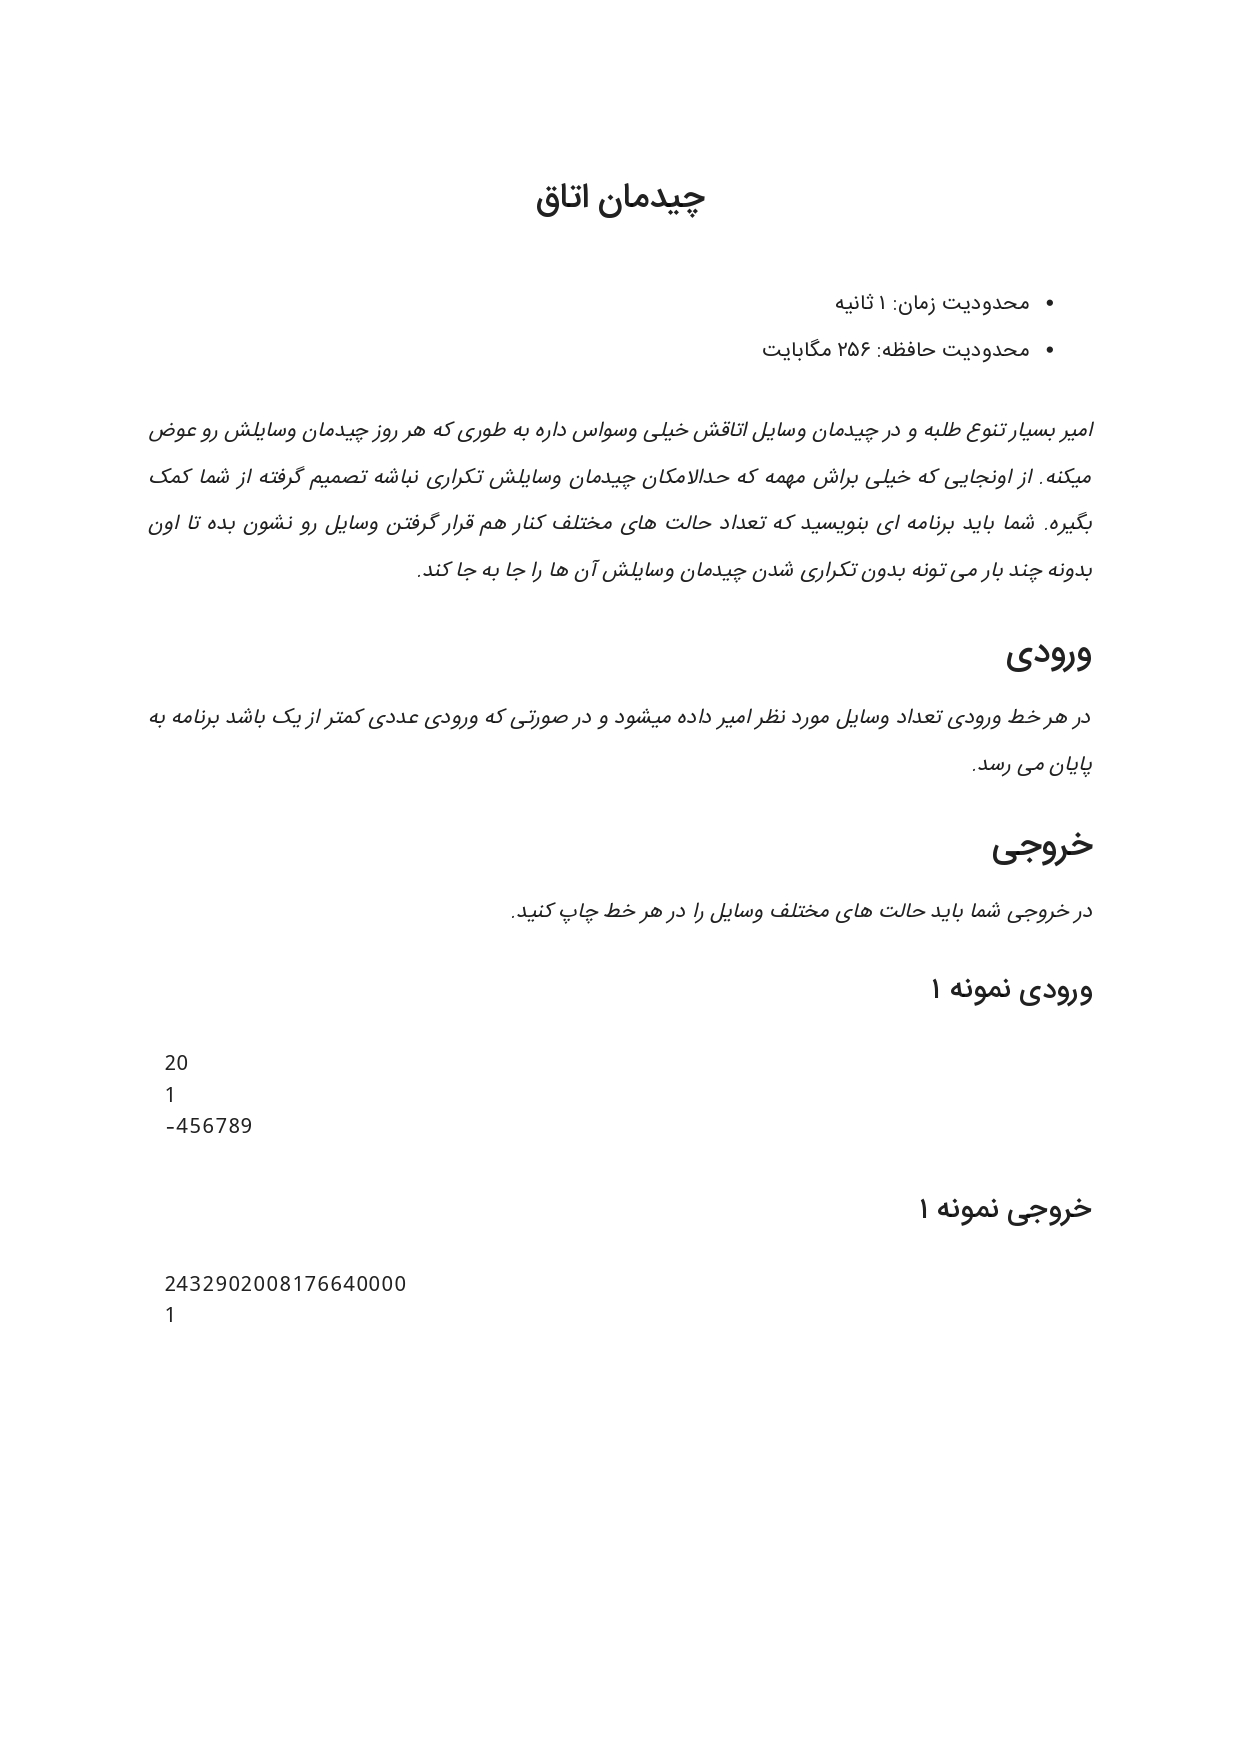 چیدمان اتاق
• محدودیت زمان: ۱ ثانیه
• محدودیت حافظه: ۲۵۶ مگابایت
امیر بسیار تنوع طلبه و در چیدمان وسایل اتاقش خیلی وسواس داره به طوری که هر روز چیدمان وسایلش رو عوض
میکنه. از اونجایی که خیلی براش مهمه که حدالامکان چیدمان وسایلش تکراری نباشه تصمیم گرفته از شما کمک
بگیره. شما باید برنامه ای بنویسید که تعداد حالت های مختلف کنار هم قرار گرفتن وسایل رو نشون بده تا اون
بدونه چند بار می تونه بدون تکراری شدن چیدمان وسایلش آن ها را جا به جا کند.
ورودی
در هر خط ورودی تعداد وسایل مورد نظر امیر داده میشود و در صورتی که ورودی عددی کمتر از یک باشد برنامه به
پایان می رسد.
خروجی
در خروجی شما باید حالت های مختلف وسایل را در هر خط چاپ کنید.
ورودی نمونه ۱
20
1
-456789
خروجی نمونه ۱
2432902008176640000
1